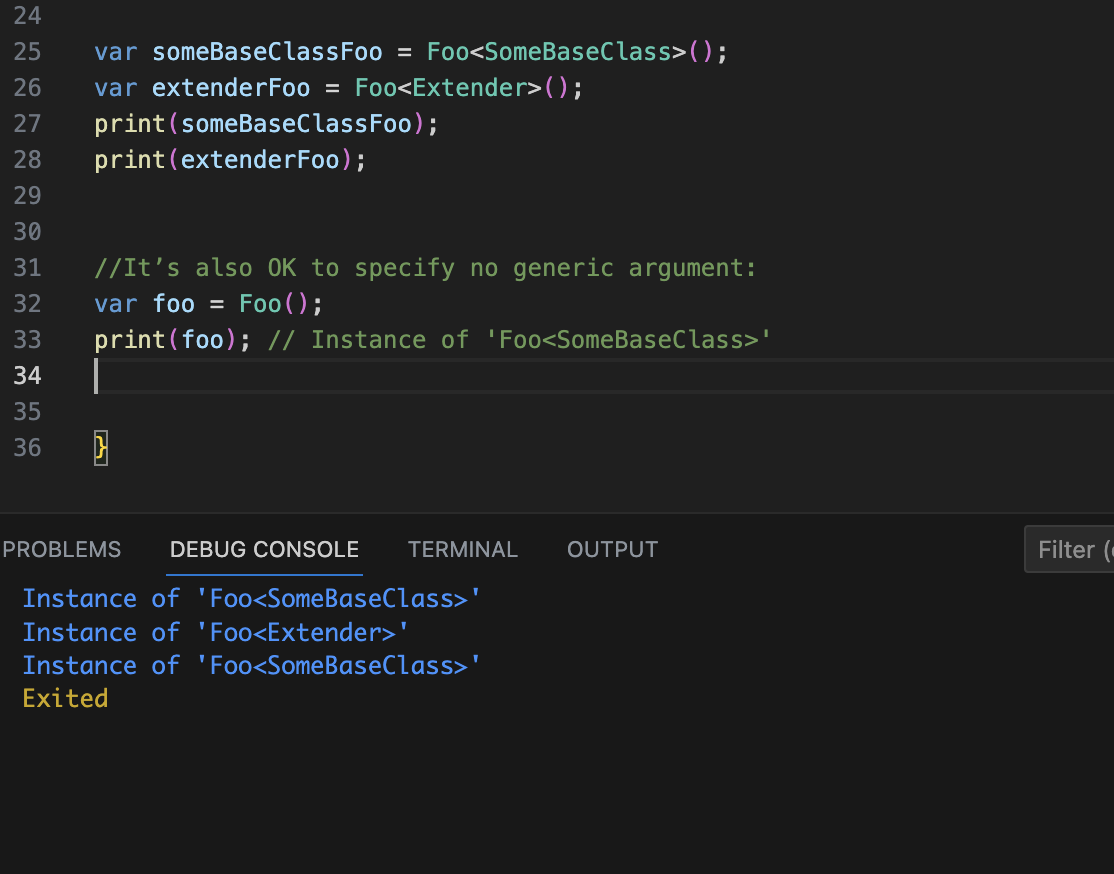 24
25 var someBaseClassFoo = Foo<SomeBaseClass>();
26 var extenderFoo = Foo<Extender>();
27 print(someBaseClassFoo);
28 print(extenderFoo);
29
30
31 //It’s also OK to specify no generic argument:
32 var foo = Foo();
33 print(foo); // Instance of 'Foo<SomeBaseClass>'
34
35
36 }
PROBLEMS DEBUG CONSOLE TERMINAL OUTPUT Filter (
Instance of 'Foo<SomeBaseClass>'
Instance of 'Foo<Extender>'
Instance of 'Foo<SomeBaseClass>'
Exited